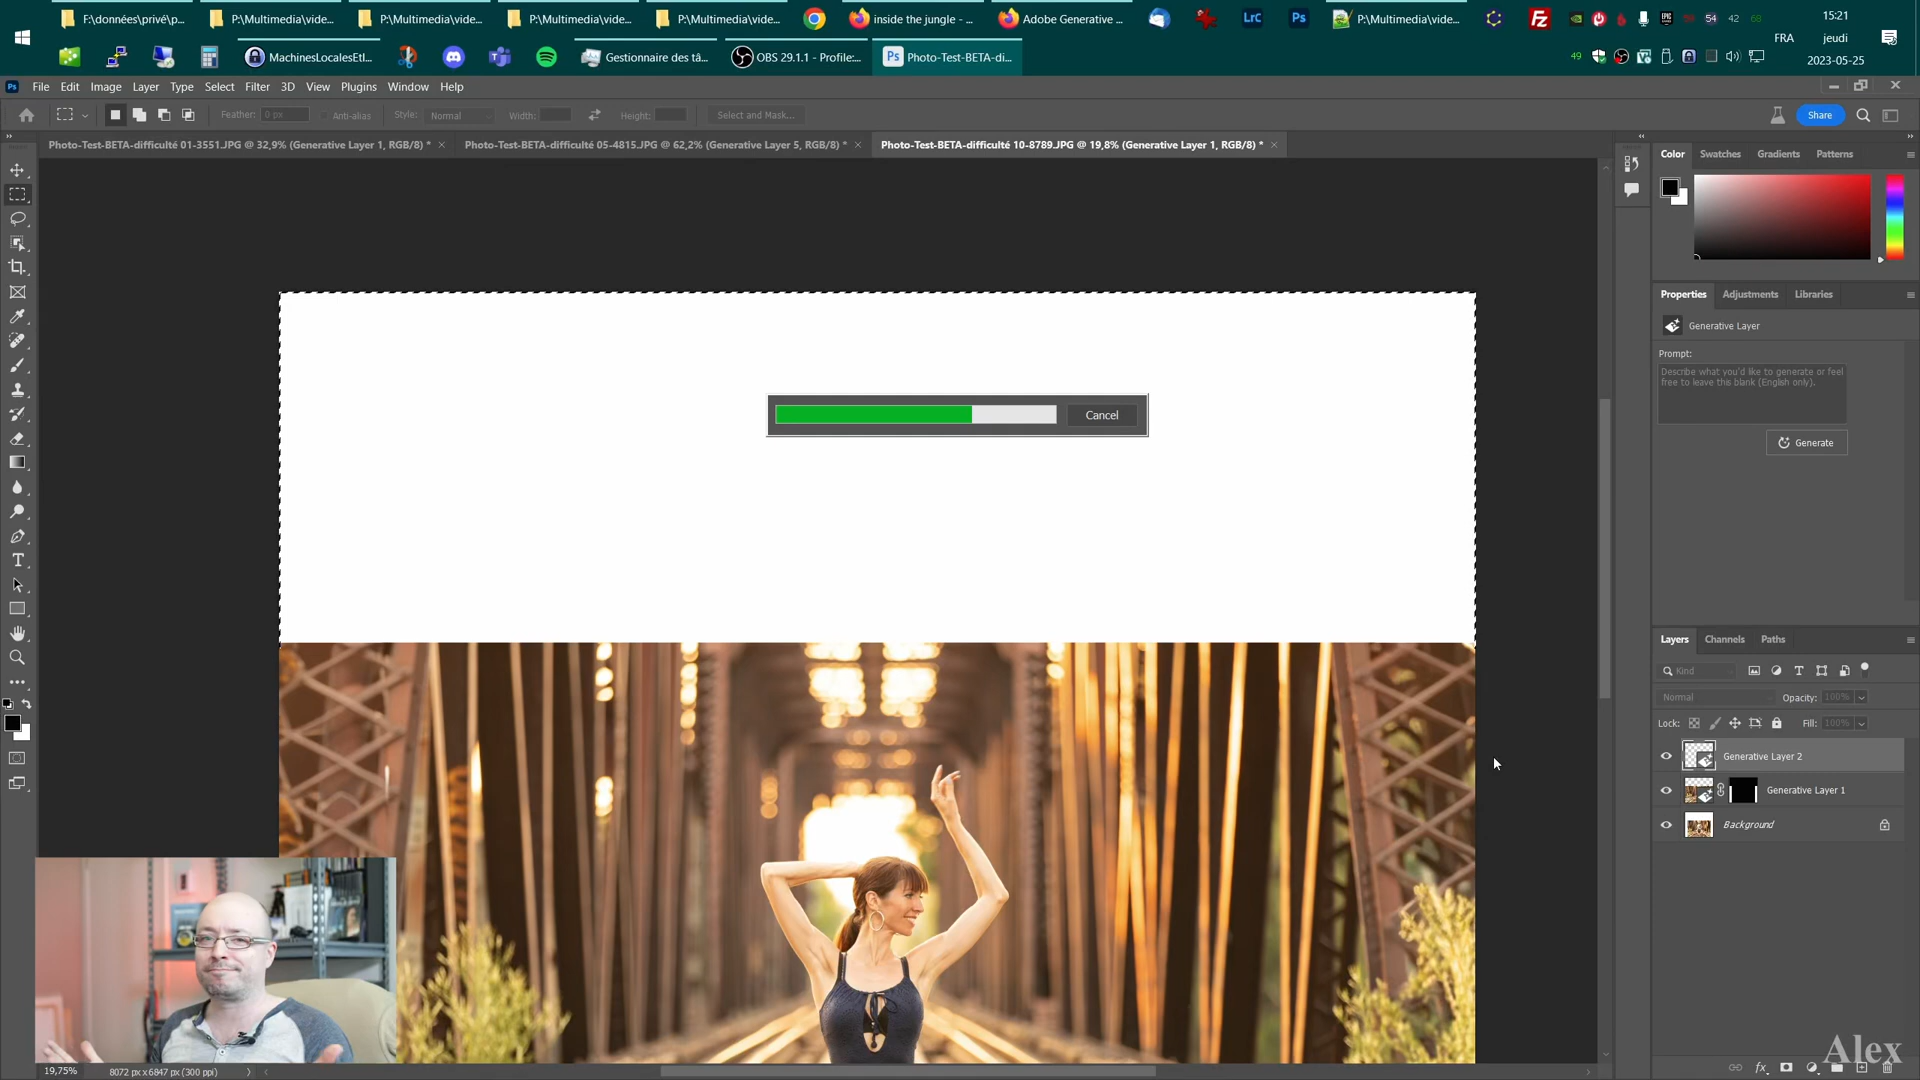 F:\données\privé\p...
P:\Multimedia\vide...
P:\Multimedia\vide...
P:\Multimedia\vide...
P:\Multimedia\vide...
inside the jungle - ...
Adobe Generative ...
LrC
Ps
P:\Multimedia\vide...
54
42
68
15:21
MachinesLocalesEtl...
Gestionnaire des tâ...
OBS 29.1.1 - Profile:...
Ps
Photo-Test-BETA-di...
49
FRA
jeudi
2023-05-25
Ps File Edit Image Layer Type Select Filter 3D View Plugins Window Help
Feather: 0 px Anti-alias Style: Normal Width: Height: Select and Mask... Share
Photo-Test-BETA-difficulté 01-3551.JPG @ 32,9% (Generative Layer 1, RGB/8) *
Photo-Test-BETA-difficulté 05-4815.JPG @ 62,2% (Generative Layer 5, RGB/8) *
Photo-Test-BETA-difficulté 10-8789.JPG @ 19,8% (Generative Layer 1, RGB/8) *
Color Swatches Gradients Patterns
Properties Adjustments Libraries
Generative Layer
Prompt:
Describe what you'd like to generate or feel
free to leave this blank (English only).
Generate
Cancel
Layers Channels Paths
Kind
Normal Opacity: 100%
Lock: Fill: 100%
Generative Layer 2
Generative Layer 1
Background
Alex
19,75% 8072 px x 6847 px (300 ppi)